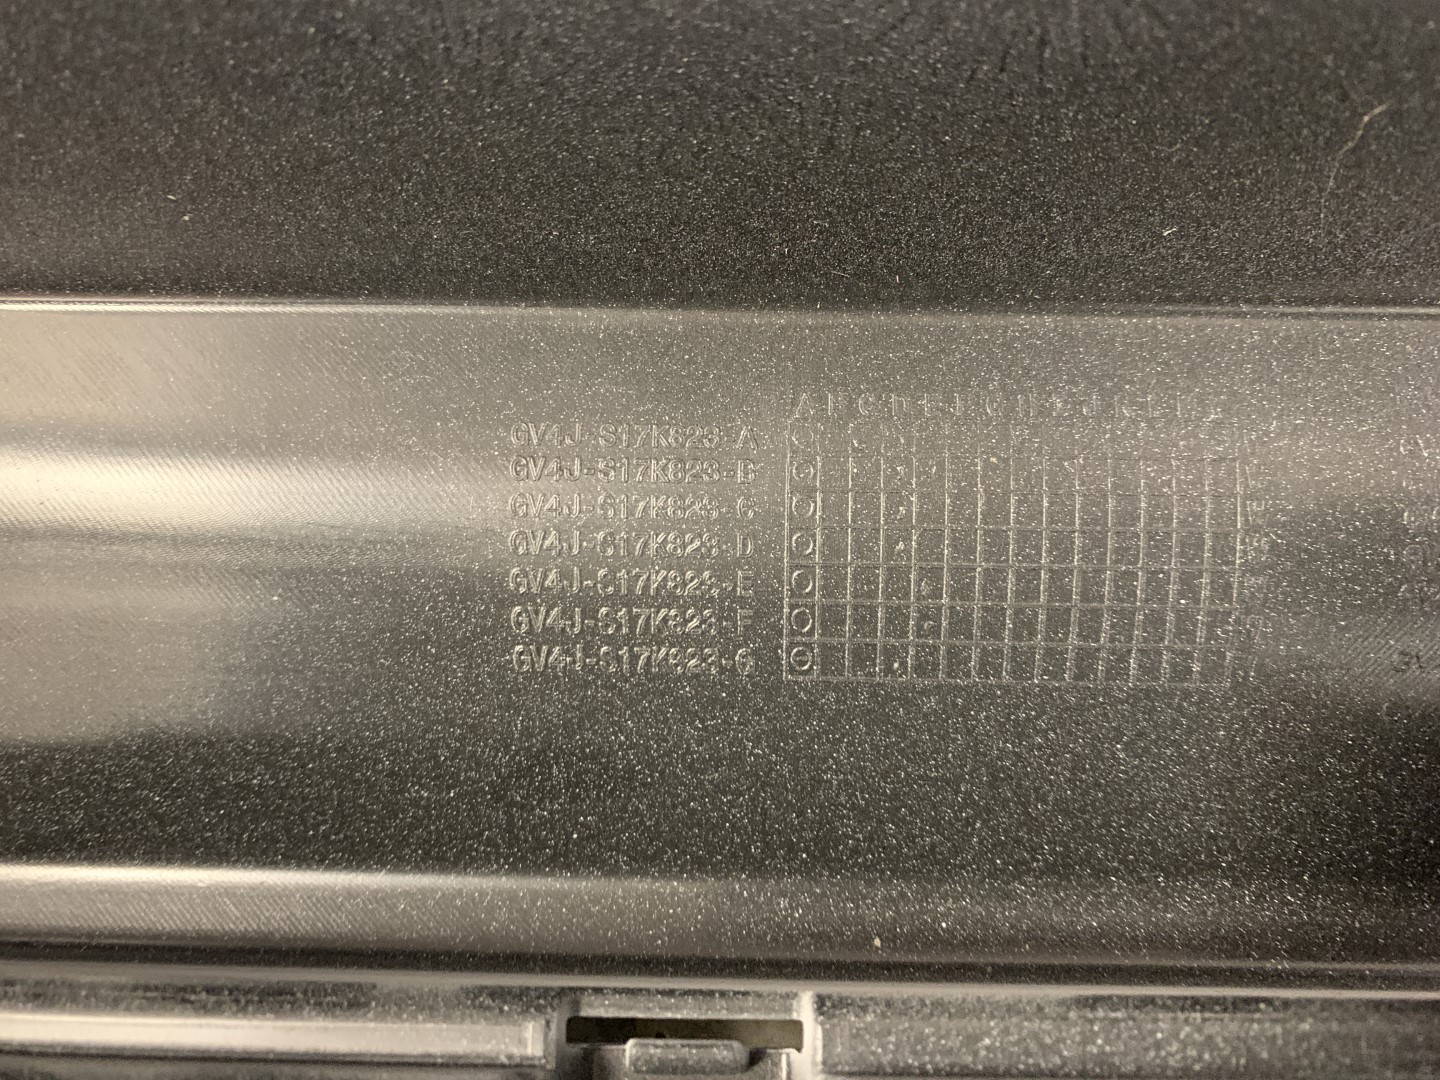 A B C D E F G H I J K L M
GV4J-S17K823-A
GV4J-S17K823-B
GV4J-S17K823-C
GV4J-S17K823-D
GV4J-S17K823-E
GV4J-S17K823-F
GV4J-S17K823-G